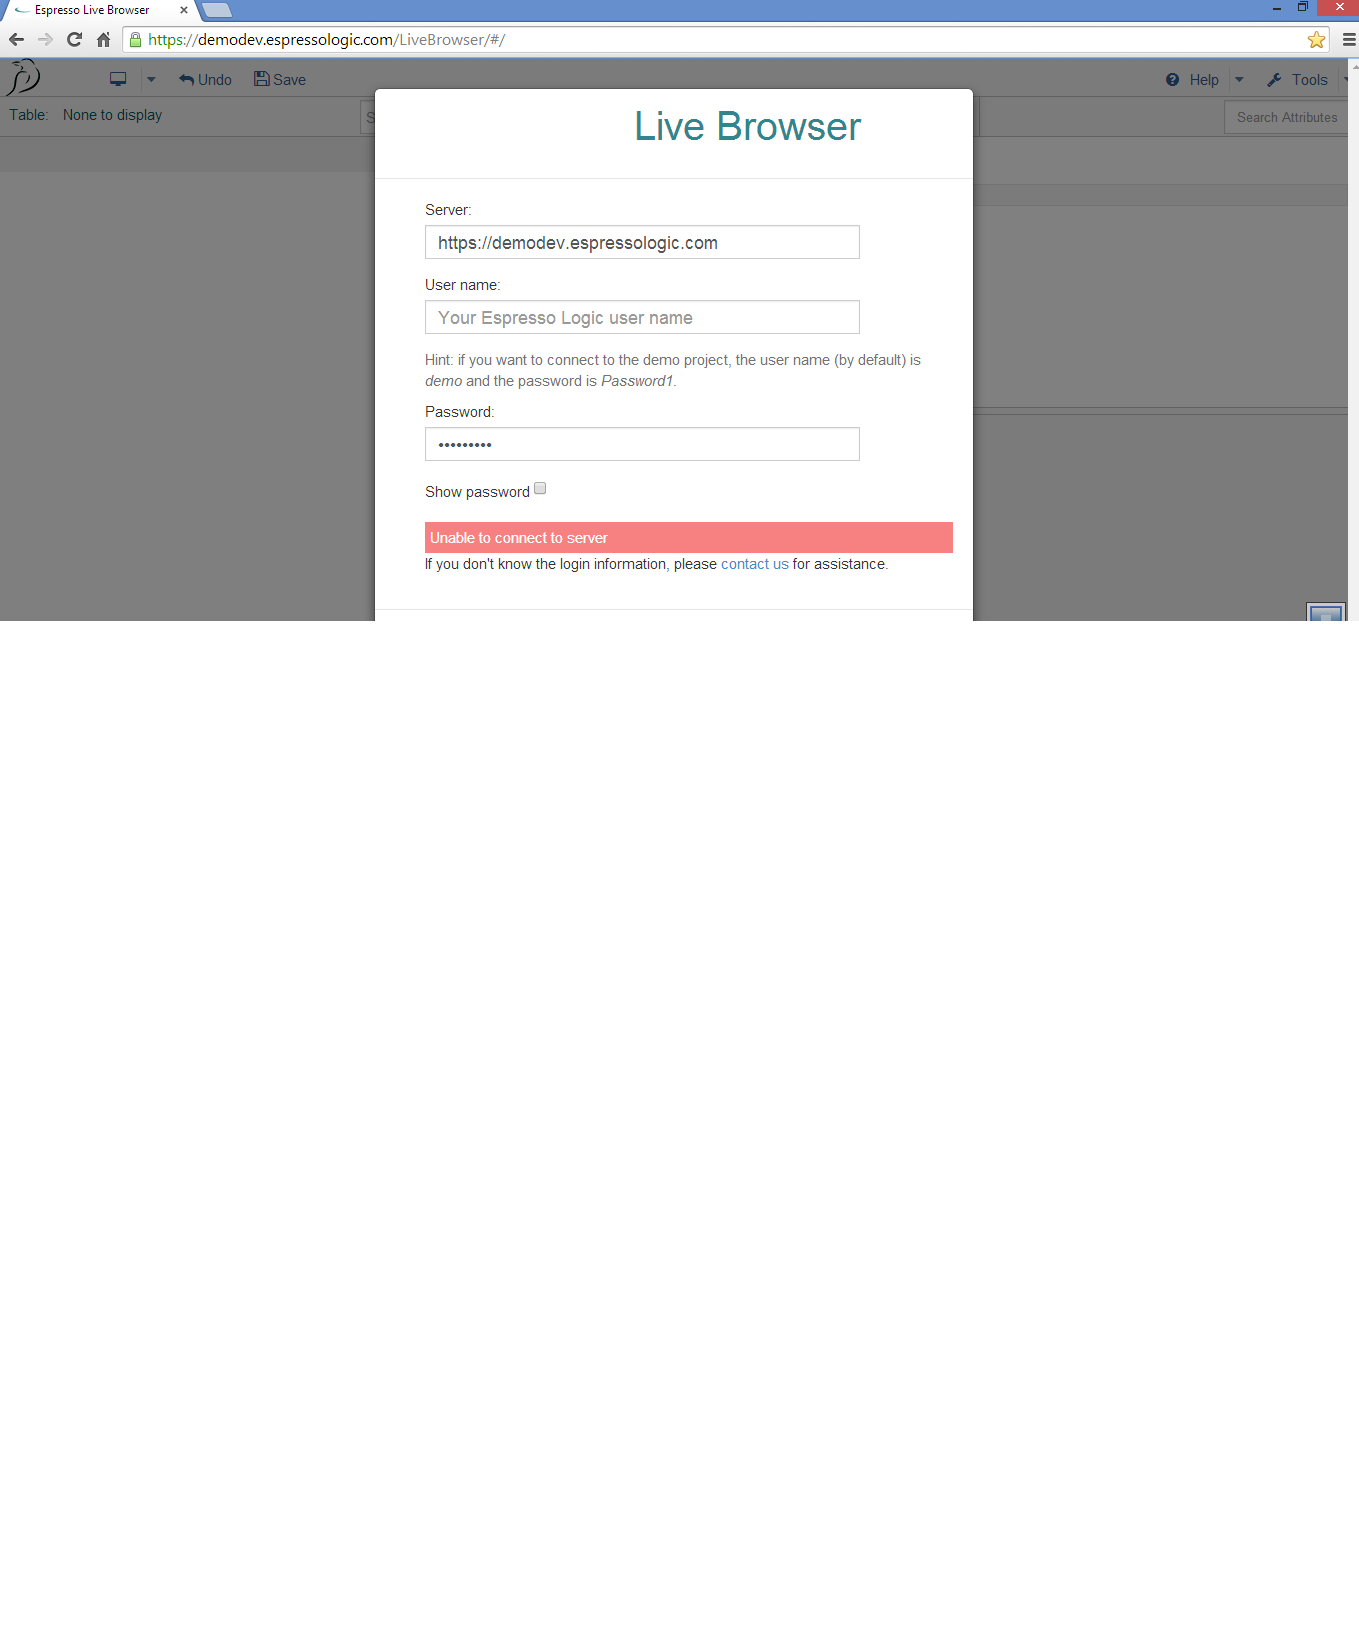 Espresso Live Browser
https://demodev.espressologic.com/LiveBrowser/#/
Undo Save Help Tools
Table: None to display
S
Search Attributes
Live Browser
Server:
https://demodev.espressologic.com
User name:
Your Espresso Logic user name
Hint: if you want to connect to the demo project, the user name (by default) is
demo and the password is Password1.
Password:
•••••••••
Show password
Unable to connect to server
If you don't know the login information, please contact us for assistance.